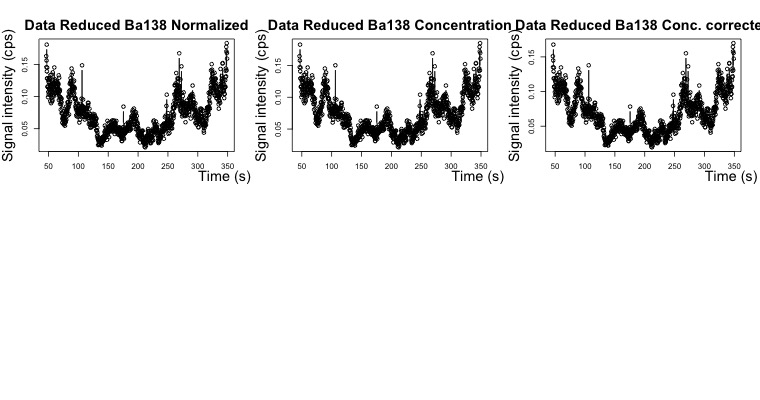 Data Reduced Ba138 Normalized
Signal intensity (cps)
0.05 0.10 0.15
50 100 150 200 250 300 350
Time (s)
Data Reduced Ba138 Concentration
Signal intensity (cps)
0.05 0.10 0.15
50 100 150 200 250 300 350
Time (s)
Data Reduced Ba138 Conc. correcte
Signal intensity (cps)
0.05 0.10 0.15
50 100 150 200 250 300 350
Time (s)